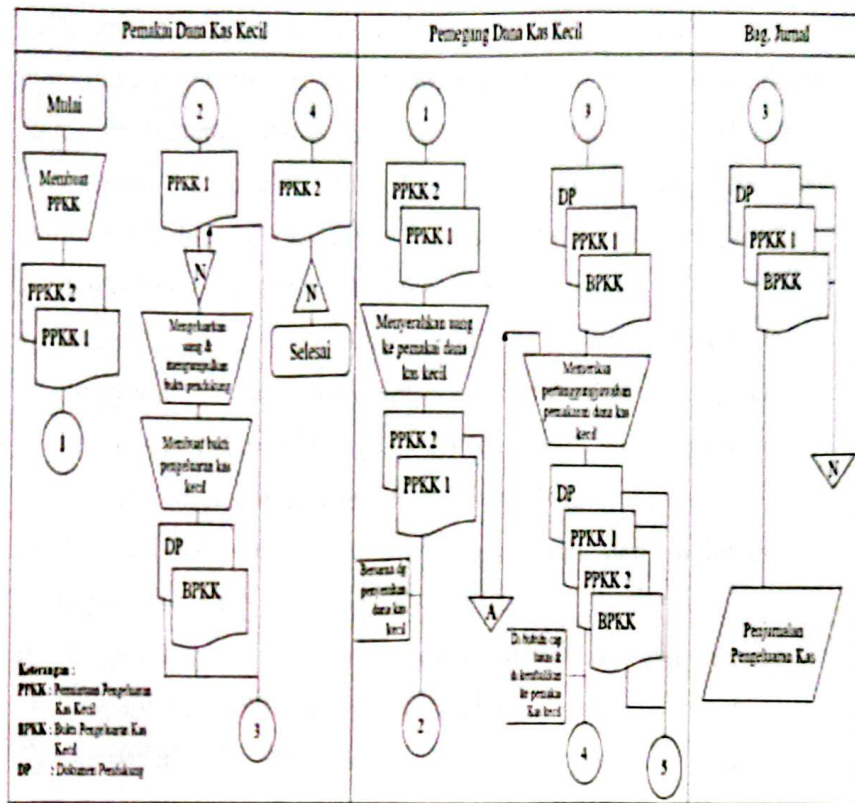 Pemakai Dana Kas Kecil
Pemegang Dana Kas Kecil
Bag. Jurnal
Mulai
Membuat
PPKK
PPKK 2
PPKK 1
1
2
PPKK 1
N
Mengeluarkan
uang &
mengumpulkan
bukti pendukung
Membuat bukti
pengeluaran kas
kecil
DP
BPKK
3
4
PPKK 2
N
Selesai
Keterangan :
PPKK : Permintaan Pengeluaran
Kas Kecil
BPKK : Bukti Pengeluaran Kas
Kecil
DP : Dokumen Pendukung
1
PPKK 2
PPKK 1
Menyerahkan uang
ke pemakai dana
kas kecil
PPKK 2
PPKK 1
Bersama dg
penyerahan
dana kas
kecil
2
A
3
DP
PPKK 1
BPKK
Memeriksa
pertanggungjawaban
pemakaian dana kas
kecil
DP
PPKK 1
PPKK 2
BPKK
Di bubuhi cap
lunas &
di kembalikan
ke pemakai
Kas kecil
4
5
3
DP
PPKK 1
BPKK
N
Penjurnalan
Pengeluaran Kas